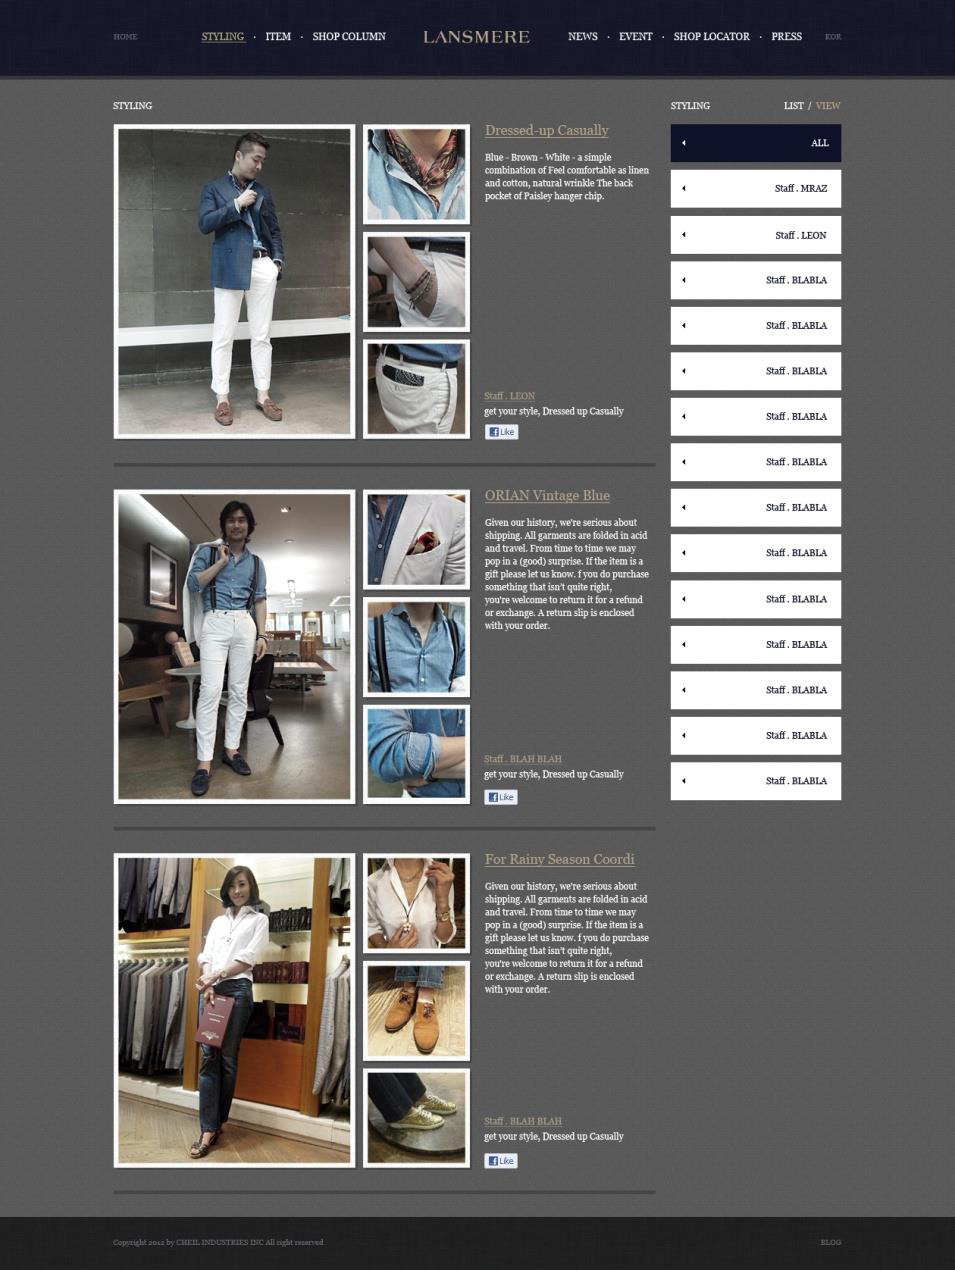 HOME
STYLING · ITEM · SHOP COLUMN
LANSMERE
NEWS · EVENT · SHOP LOCATOR · PRESS
KOR
STYLING
Dressed-up Casually
Blue - Brown - White - a simple
combination of Feel comfortable as linen
and cotton, natural wrinkle The back
pocket of Paisley hanger chip.
Staff . LEON
get your style, Dressed up Casually
Like
ORIAN Vintage Blue
Given our history, we're serious about
shipping. All garments are folded in acid
and travel. From time to time we may
pop in a (good) surprise. If the item is a
gift please let us know. f you do purchase
something that isn't quite right,
you're welcome to return it for a refund
or exchange. A return slip is enclosed
with your order.
Staff . BLAH BLAH
get your style, Dressed up Casually
Like
For Rainy Season Coordi
Given our history, we're serious about
shipping. All garments are folded in acid
and travel. From time to time we may
pop in a (good) surprise. If the item is a
gift please let us know. f you do purchase
something that isn't quite right,
you're welcome to return it for a refund
or exchange. A return slip is enclosed
with your order.
Staff . BLAH BLAH
get your style, Dressed up Casually
Like
STYLING
LIST / VIEW
ALL
Staff . MRAZ
Staff . LEON
Staff . BLABLA
Staff . BLABLA
Staff . BLABLA
Staff . BLABLA
Staff . BLABLA
Staff . BLABLA
Staff . BLABLA
Staff . BLABLA
Staff . BLABLA
Staff . BLABLA
Staff . BLABLA
Staff . BLABLA
Copyright 2012 by CHEIL INDUSTRIES INC All right reserved
BLOG